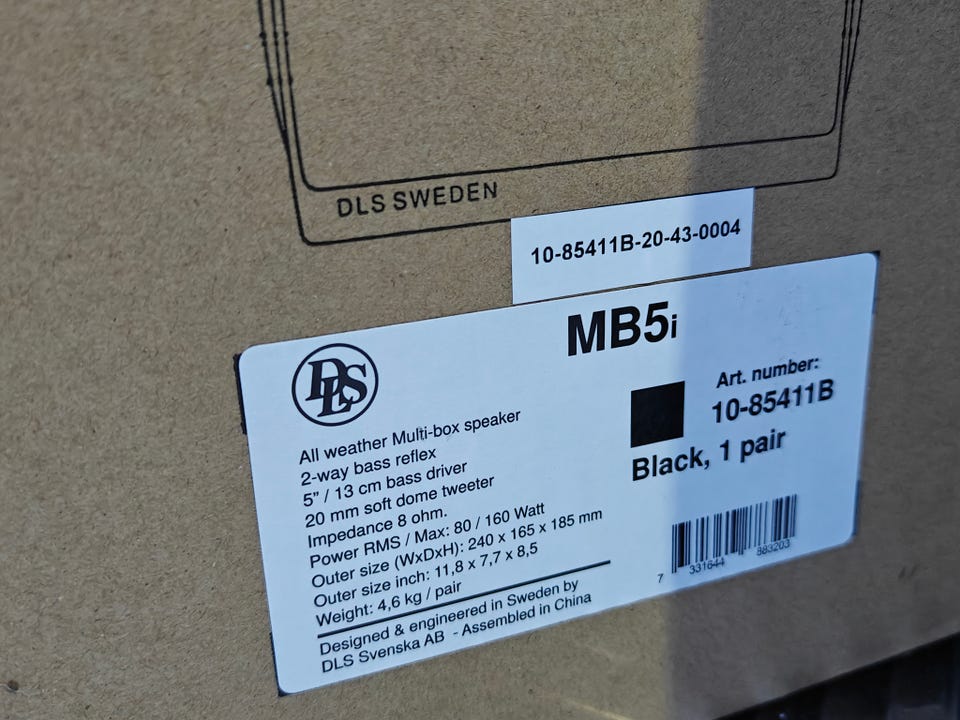 DLS SWEDEN
10-85411B-20-43-0004
MB5i
DLS
Art. number:
10-85411B
Black, 1 pair
All weather Multi-box speaker
2-way bass reflex
5” / 13 cm bass driver
20 mm soft dome tweeter
Impedance 8 ohm.
Power RMS / Max: 80 / 160 Watt
Outer size (WxDxH): 240 x 165 x 185 mm
Outer size inch: 11,8 x 7,7 x 8,5
Weight: 4,6 kg / pair
Designed & engineered in Sweden by
DLS Svenska AB - Assembled in China
7 331644 883203